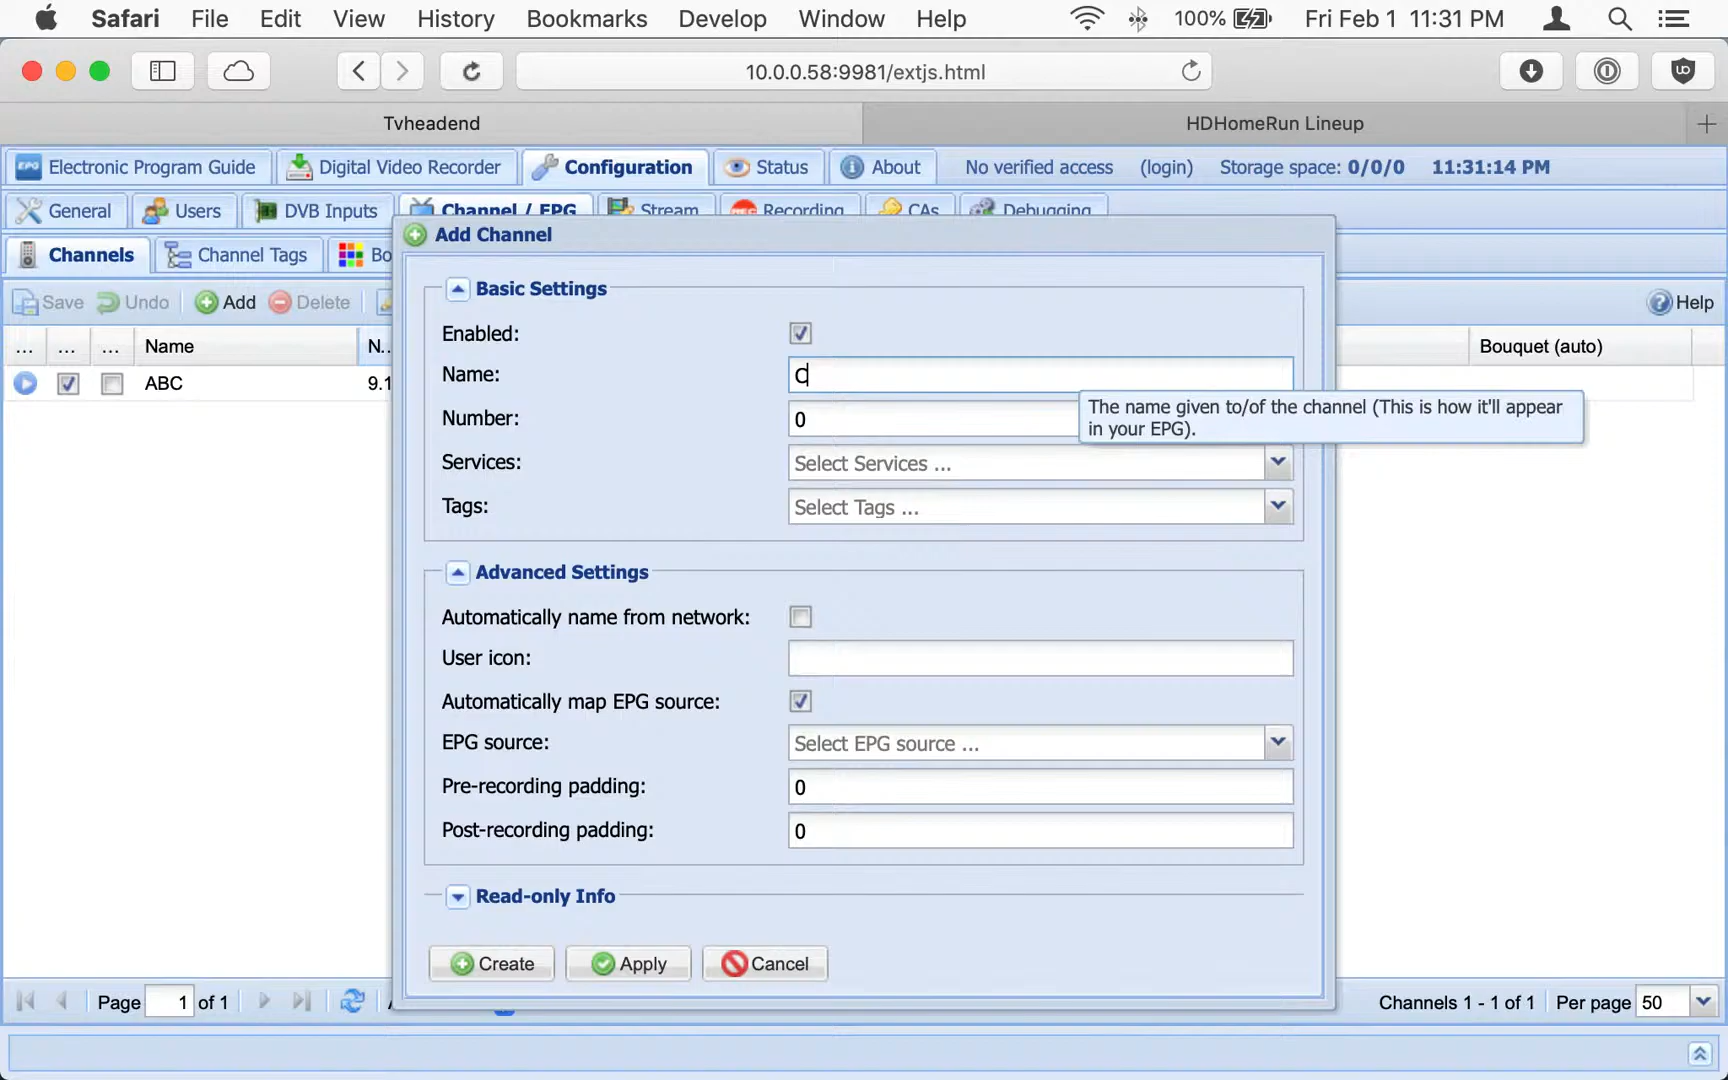 Safari File Edit View History Bookmarks Develop Window Help 100% Fri Feb 1 11:31 PM
10.0.0.58:9981/extjs.html
Tvheadend HDHomeRun Lineup
EPG Electronic Program Guide Digital Video Recorder Configuration Status About No verified access (login) Storage space: 0/0/0 11:31:14 PM
General Users DVB Inputs Channel / EPG Stream REC Recording CAs Debugging
Add Channel
Channels Channel Tags Bo
Basic Settings
Save Undo Add Delete Help
Enabled:
... ... ... Name N.. Bouquet (auto)
Name: C
ABC 9.1
The name given to/of the channel (This is how it'll appear
in your EPG).
Number: 0
Services: Select Services ...
Tags: Select Tags ...
Advanced Settings
Automatically name from network:
User icon:
Automatically map EPG source:
EPG source: Select EPG source ...
Pre-recording padding: 0
Post-recording padding: 0
Read-only Info
Create Apply Cancel
Page 1 of 1 Channels 1 - 1 of 1 Per page 50